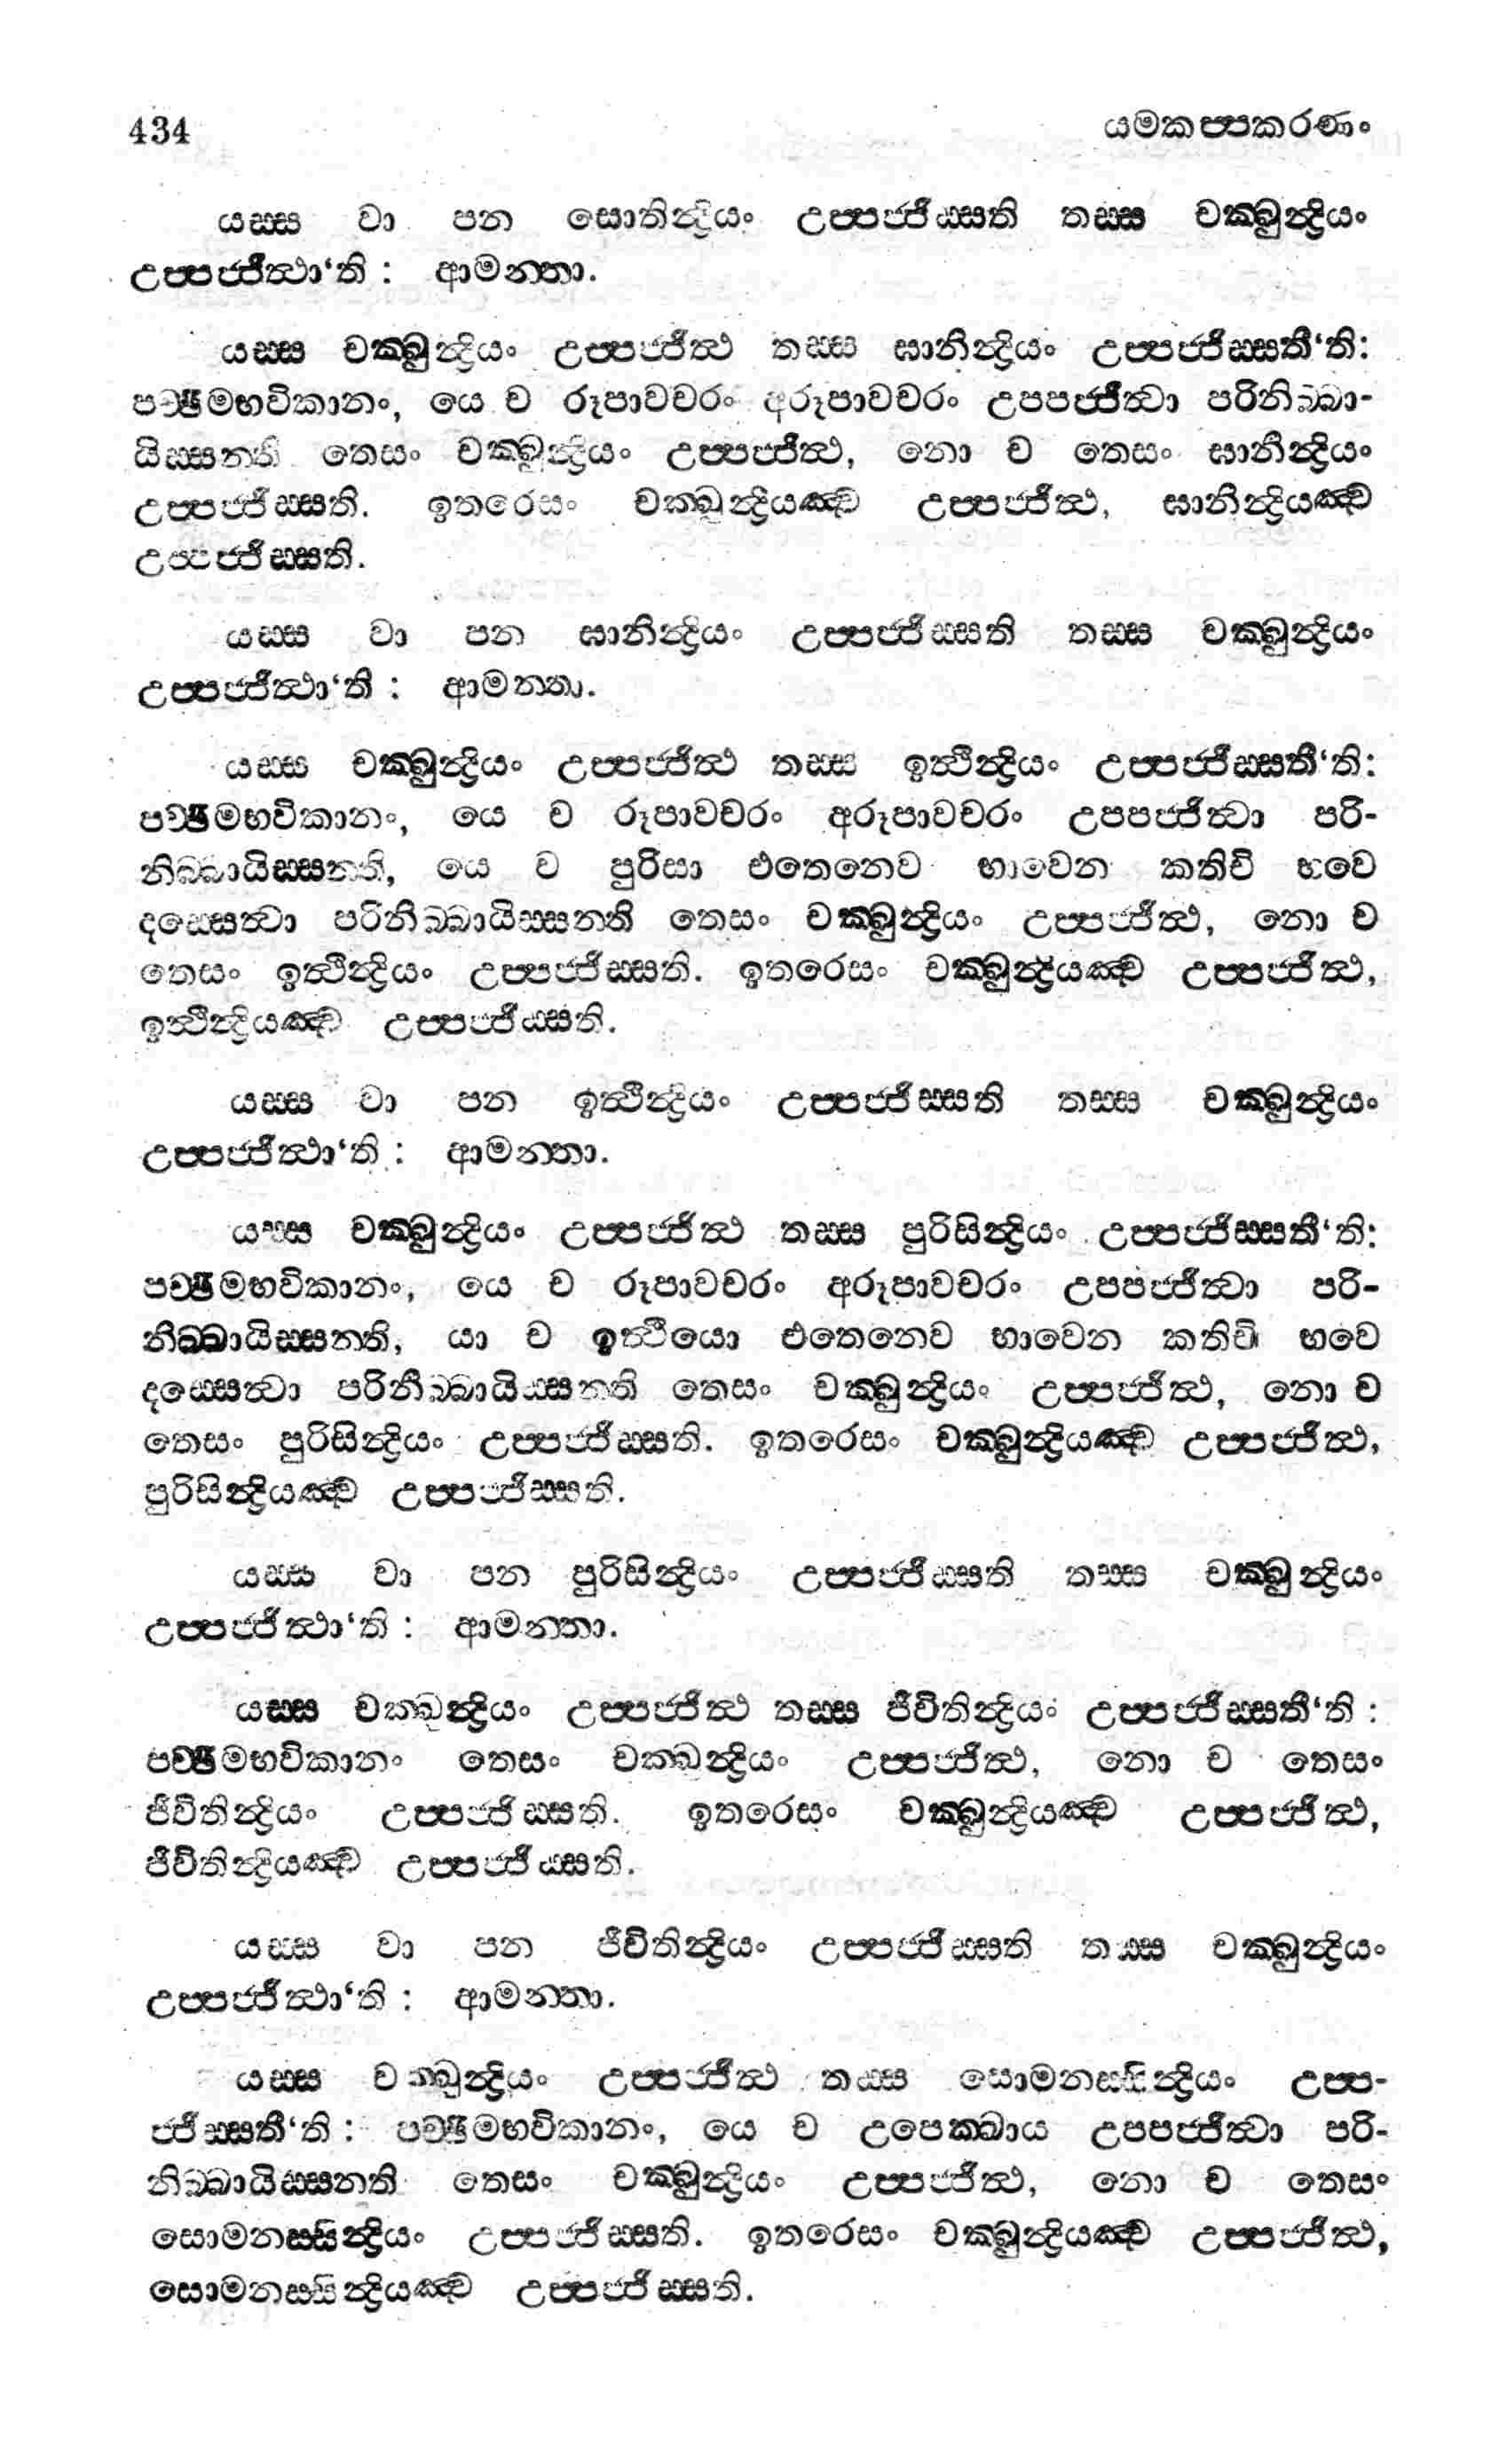 434 යමකප්පකරණං
යස්ස වා පන සොතින්ද්‍රියං උප්පජ්ජිස්සති තස්ස චක්ඛුන්ද්‍රියං
උප්පජ්ජිත්ථා‘ති : ආමන්තා.
යස්ස චක්ඛුන්ද්‍රියං උප්පජ්ජිත්ථ තස්ස ඝානින්ද්‍රියං උප්පජ්ජිස්සතී‘ති:
පච්ඡිමභවිකානං, යෙ ච රූපාවචරං අරූපාවචරං උපපජ්ජිත්වා පරිනිබ්බා-
යිස්සන්ති තෙසං චක්ඛුන්ද්‍රියං උප්පජ්ජිත්ථ, නො ච තෙසං ඝානින්ද්‍රියං
උප්පජ්ජිස්සති. ඉතරෙසං චක්ඛුන්ද්‍රියඤ්ච උප්පජ්ජිත්ථ, ඝානින්ද්‍රියඤ්ච
උප්පජ්ජිස්සති.
යස්ස වා පන ඝානින්ද්‍රියං උප්පජ්ජිස්සති තස්ස චක්ඛුන්ද්‍රියං
උප්පජ්ජිත්ථා‘ති : ආමන්තා.
යස්ස චක්ඛුන්ද්‍රියං උප්පජ්ජිත්ථ තස්ස ඉත්ථින්ද්‍රියං උප්පජ්ජිස්සතී‘ති:
පච්ඡිමභවිකානං, යෙ ච රූපාවචරං අරූපාවචරං උපපජ්ජිත්වා පරි-
නිබ්බායිස්සන්ති, යෙ ච පුරිසා එතෙනෙව භාවෙන කතිචි භවෙ
දස්සෙත්වා පරිනිබ්බායිස්සන්ති තෙසං චක්ඛුන්ද්‍රියං උප්පජ්ජිත්ථ, නො ච
තෙසං ඉත්ථින්ද්‍රියං උප්පජ්ජිස්සති. ඉතරෙසං චක්ඛුන්ද්‍රියඤ්ච උප්පජ්ජිත්ථ,
ඉත්ථින්ද්‍රියඤ්ච උප්පජ්ජිස්සති.
යස්ස වා පන ඉත්ථින්ද්‍රියං උප්පජ්ජිස්සති තස්ස චක්ඛුන්ද්‍රියං
උප්පජ්ජිත්ථා‘ති : ආමන්තා.
යස්ස චක්ඛුන්ද්‍රියං උප්පජ්ජිත්ථ තස්ස පුරිසින්ද්‍රියං උප්පජ්ජිස්සතී‘ති:
පච්ඡිමභවිකානං, යෙ ච රූපාවචරං අරූපාවචරං උපපජ්ජිත්වා පරි-
නිබ්බායිස්සන්ති, යා ච ඉත්ථියො එතෙනෙව භාවෙන කතිචි භවෙ
දස්සෙත්වා පරිනිබ්බායිස්සන්ති තෙසං චක්ඛුන්ද්‍රියං උප්පජ්ජිත්ථ, නො ච
තෙසං පුරිසින්ද්‍රියං උප්පජ්ජිස්සති. ඉතරෙසං චක්ඛුන්ද්‍රියඤ්ච උප්පජ්ජිත්ථ,
පුරිසින්ද්‍රියඤ්ච උප්පජ්ජිස්සති.
යස්ස වා පන පුරිසින්ද්‍රියං උප්පජ්ජිස්සති තස්ස චක්ඛුන්ද්‍රියං
උප්පජ්ජිත්ථා‘ති : ආමන්තා.
යස්ස චක්ඛුන්ද්‍රියං උප්පජ්ජිත්ථ තස්ස ජීවිතින්ද්‍රියං උප්පජ්ජිස්සතී‘ති :
පච්ඡිමභවිකානං තෙසං චක්ඛුන්ද්‍රියං උප්පජ්ජිත්ථ, නො ච තෙසං
ජීවිතින්ද්‍රියං උප්පජ්ජිස්සති. ඉතරෙසං චක්ඛුන්ද්‍රියඤ්ච උප්පජ්ජිත්ථ,
ජීවිතින්ද්‍රියඤ්ච උප්පජ්ජිස්සති.
යස්ස වා පන ජීවිතින්ද්‍රියං උප්පජ්ජිස්සති තස්ස චක්ඛුන්ද්‍රියං
උප්පජ්ජිත්ථා‘ති : ආමන්තා.
යස්ස චක්ඛුන්ද්‍රියං උප්පජ්ජිත්ථ තස්ස සොමනස්සින්ද්‍රියං උප්ප-
ජ්ජිස්සතී‘ති : පච්ඡිමභවිකානං, යෙ ච උපෙක්ඛාය උපපජ්ජිත්වා පරි-
නිබ්බායිස්සන්ති තෙසං චක්ඛුන්ද්‍රියං උප්පජ්ජිත්ථ, නො ච තෙසං
සොමනස්සින්ද්‍රියං උප්පජ්ජිස්සති. ඉතරෙසං චක්ඛුන්ද්‍රියඤ්ච උප්පජ්ජිත්ථ,
සොමනස්සින්ද්‍රියඤ්ච උප්පජ්ජිස්සති.